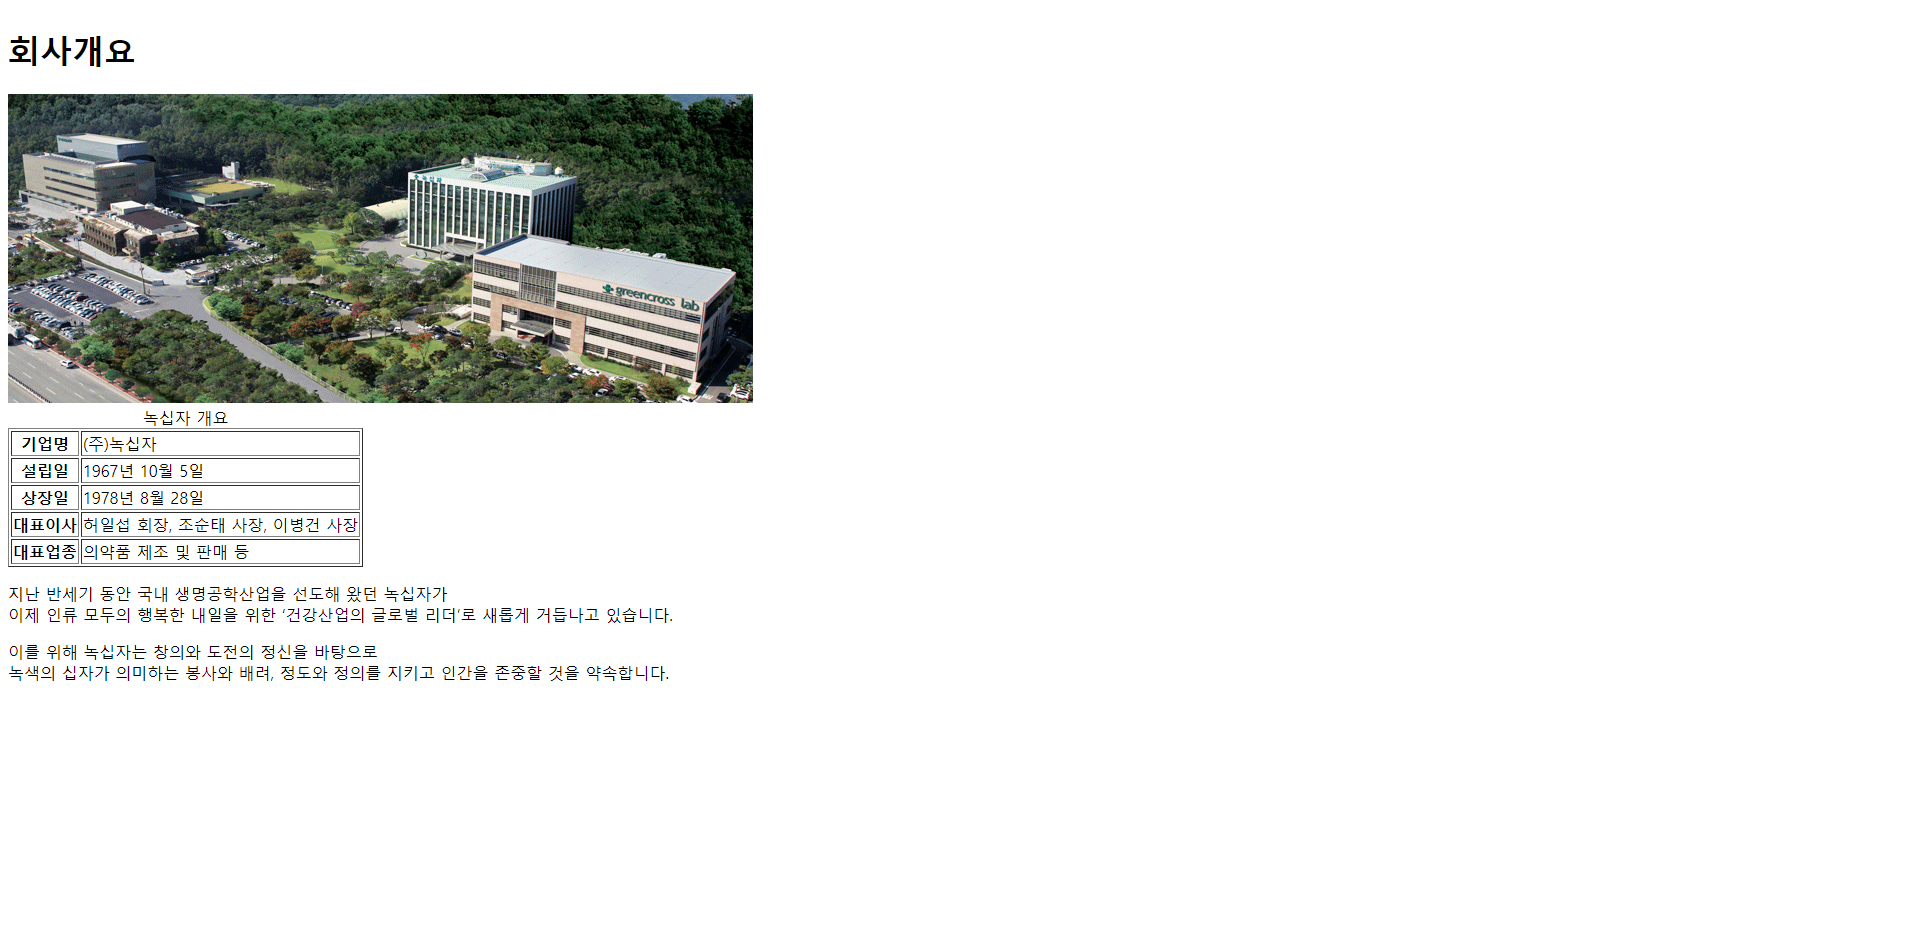 회사개요
녹십자
greencross lab
녹십자 개요
기업명 (주)녹십자
설립일 1967년 10월 5일
상장일 1978년 8월 28일
대표이사 허일섭 회장, 조순태 사장, 이병건 사장
대표업종 의약품 제조 및 판매 등
지난 반세기 동안 국내 생명공학산업을 선도해 왔던 녹십자가
이제 인류 모두의 행복한 내일을 위한 ‘건강산업의 글로벌 리더’로 새롭게 거듭나고 있습니다.
이를 위해 녹십자는 창의와 도전의 정신을 바탕으로
녹색의 십자가 의미하는 봉사와 배려, 정도와 정의를 지키고 인간을 존중할 것을 약속합니다.